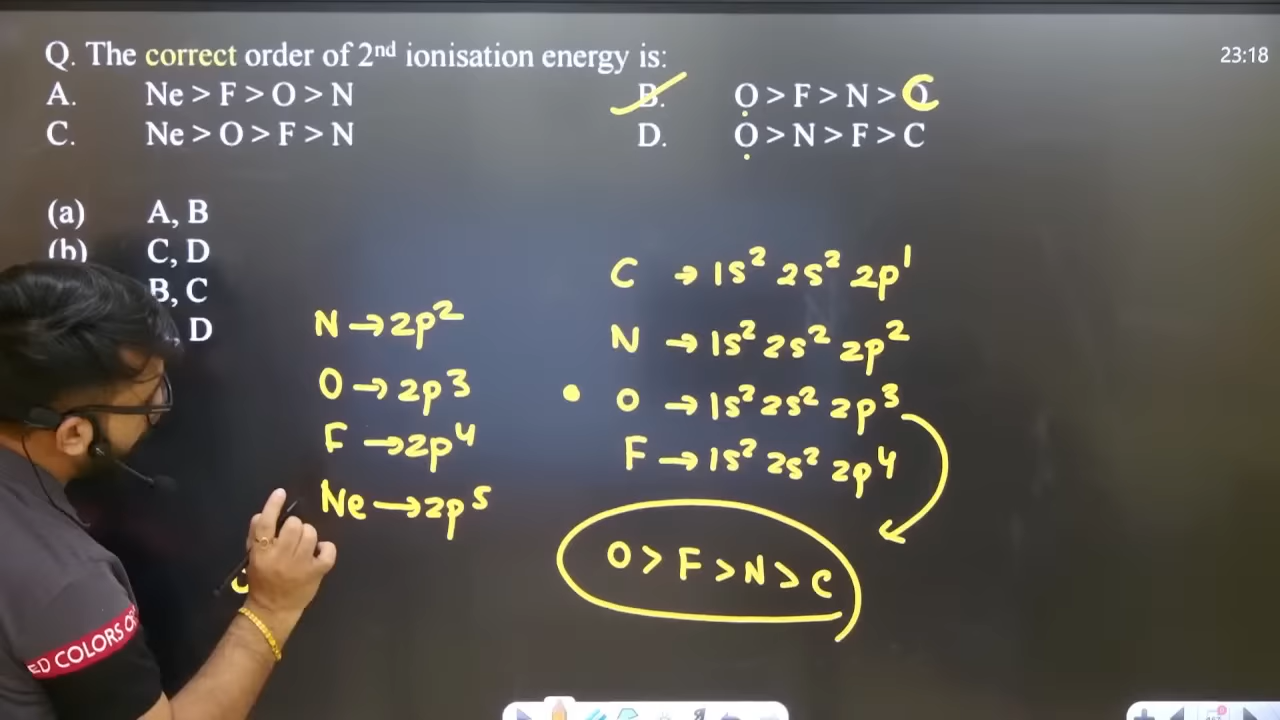 Q. The correct order of 2nd ionisation energy is:
23:18
A. Ne > F > O > N
B. O > F > N > C
C. Ne > O > F > N
D. O > N > F > C
(a) A, B
(b) C, D
B, C
D
C → 1s² 2s² 2p¹
N → 2p²
N → 1s² 2s² 2p²
O → 2p³
O → 1s² 2s² 2p³
F → 2p⁴
F → 1s² 2s² 2p⁴
Ne → 2p⁵
O > F > N > C
ED COLORS O